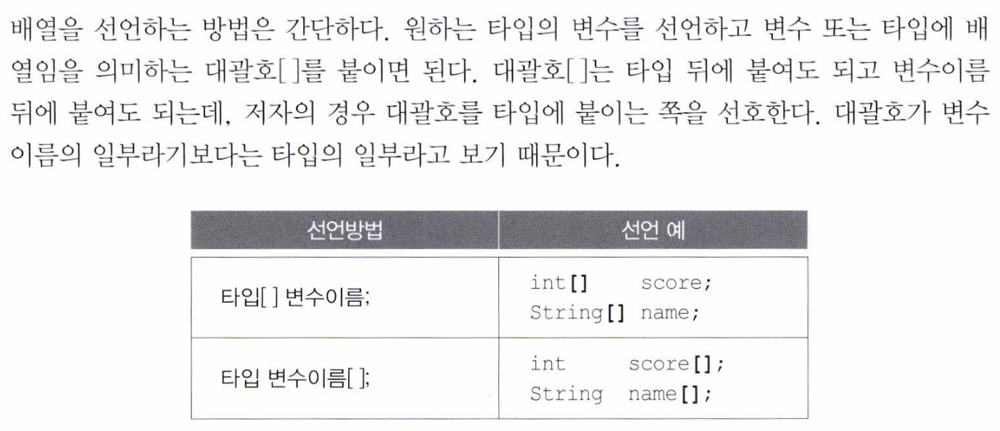 배열을 선언하는 방법은 간단하다. 원하는 타입의 변수를 선언하고 변수 또는 타입에 배
열임을 의미하는 대괄호[ ]를 붙이면 된다. 대괄호[ ]는 타입 뒤에 붙여도 되고 변수이름
뒤에 붙여도 되는데, 저자의 경우 대괄호를 타입에 붙이는 쪽을 선호한다. 대괄호가 변수
이름의 일부라기보다는 타입의 일부라고 보기 때문이다.
선언방법 선언 예
타입[ ] 변수이름;
int[] score;
String[] name;
타입 변수이름[ ];
int score[];
String name[];